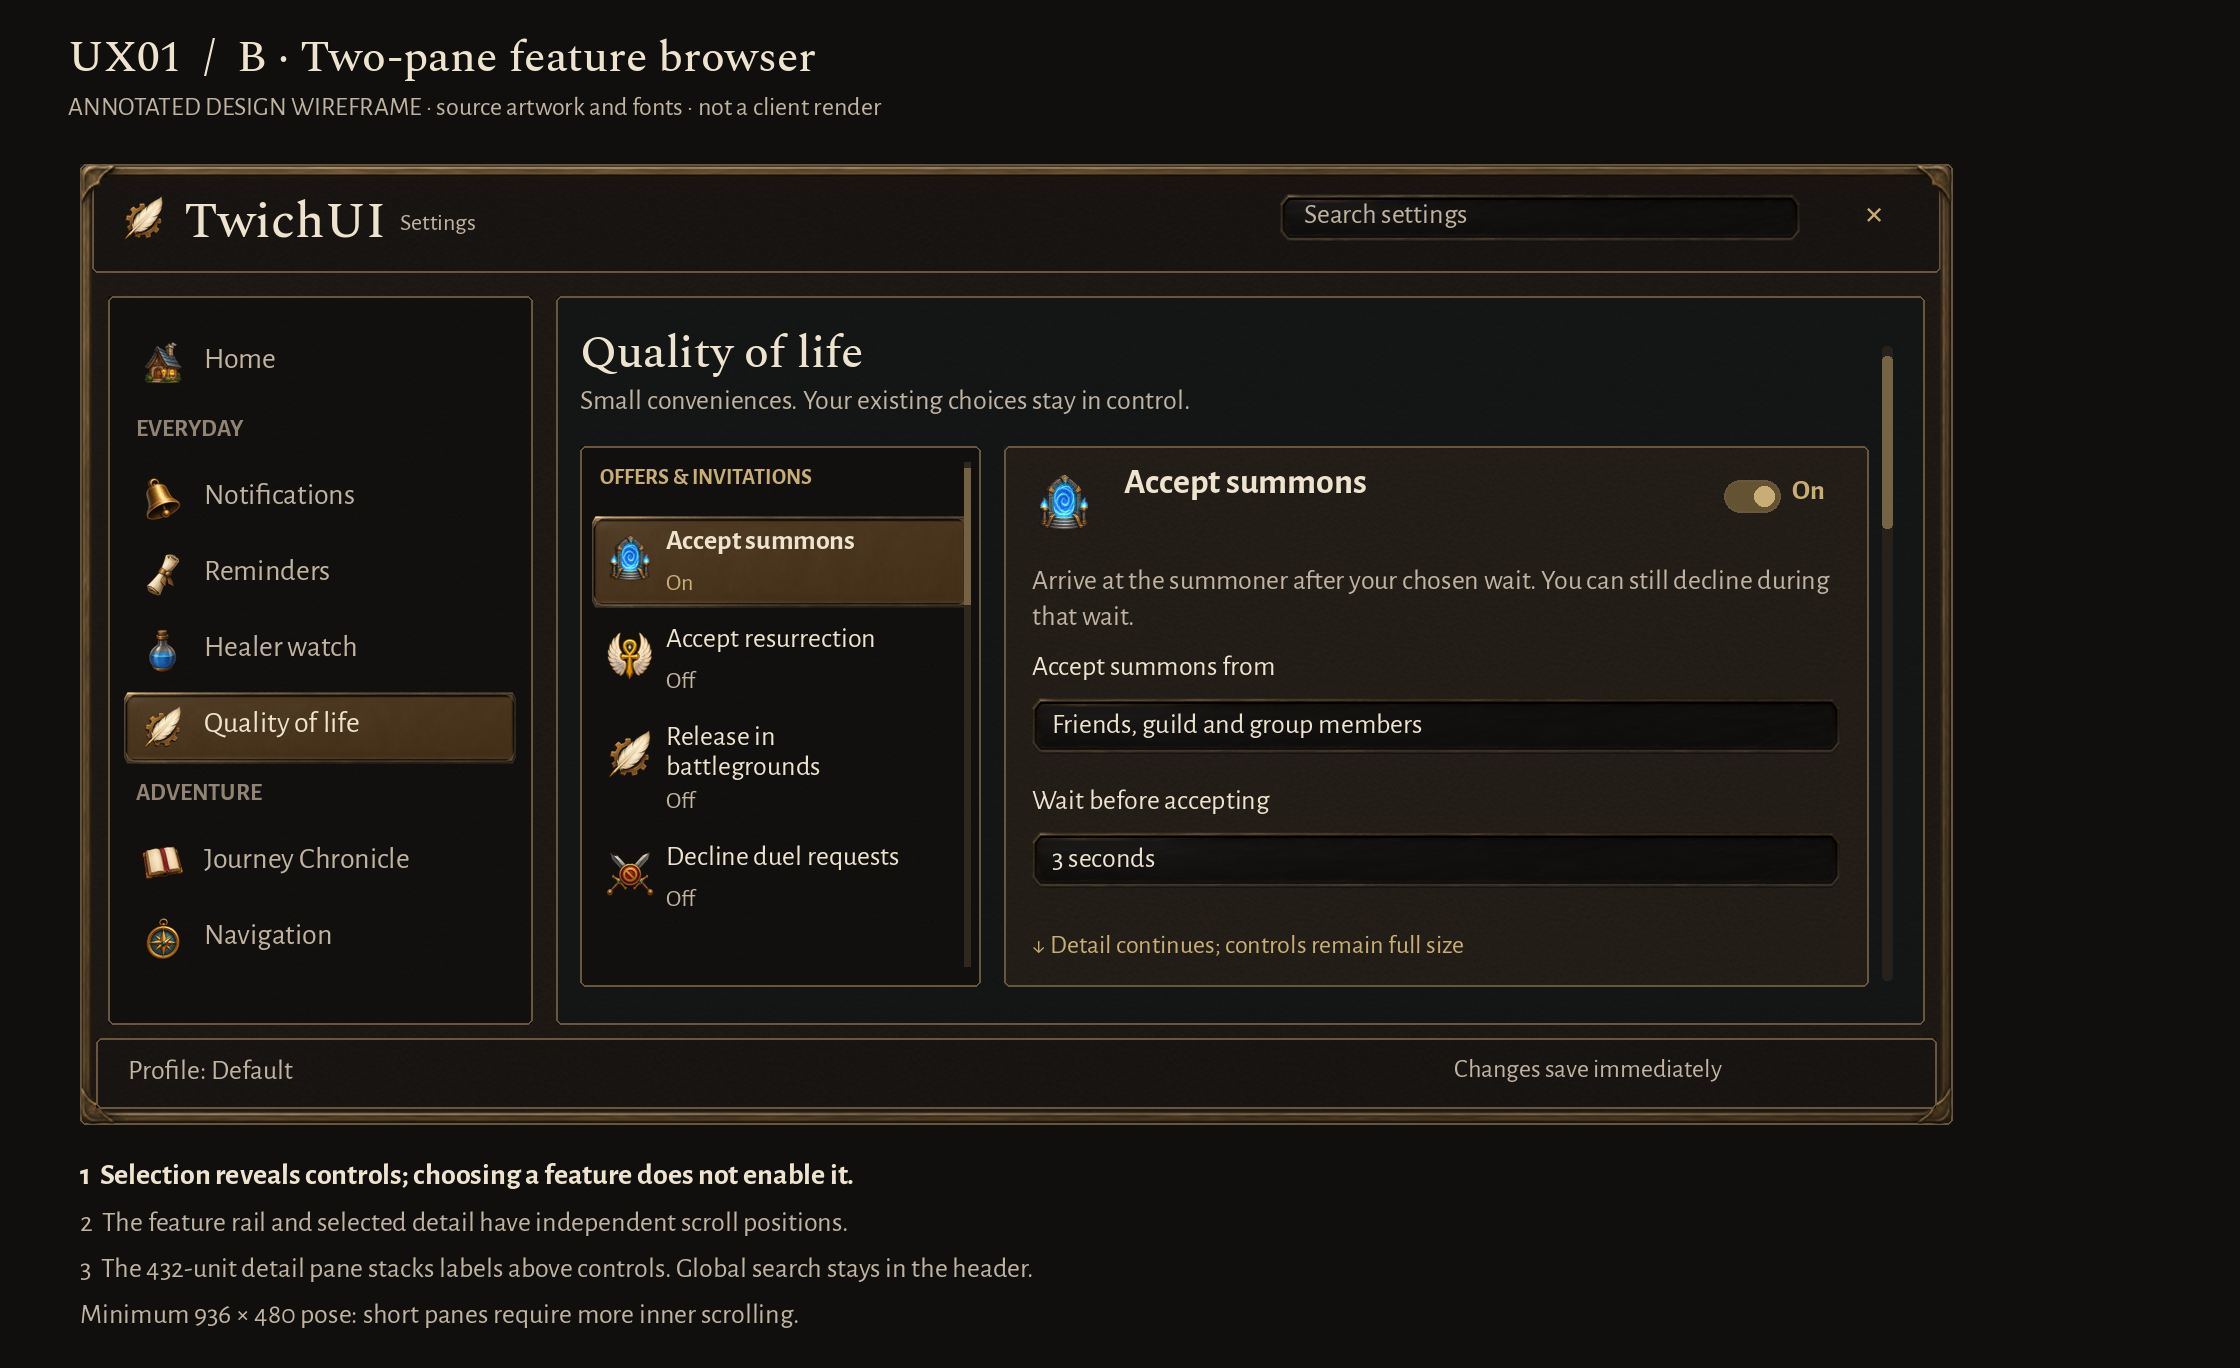 UX01 / B · Two-pane feature browser
ANNOTATED DESIGN WIREFRAME · source artwork and fonts · not a client render
TwichUI Settings
Search settings
×
Home
EVERYDAY
Notifications
Reminders
Healer watch
Quality of life
ADVENTURE
Journey Chronicle
Navigation
Quality of life
Small conveniences. Your existing choices stay in control.
OFFERS & INVITATIONS
Accept summons
On
Accept resurrection
Off
Release in
battlegrounds
Off
Decline duel requests
Off
Accept summons
On
Arrive at the summoner after your chosen wait. You can still decline during
that wait.
Accept summons from
Friends, guild and group members
Wait before accepting
3 seconds
↓ Detail continues; controls remain full size
Profile: Default
Changes save immediately
1 Selection reveals controls; choosing a feature does not enable it.
2 The feature rail and selected detail have independent scroll positions.
3 The 432-unit detail pane stacks labels above controls. Global search stays in the header.
Minimum 936 × 480 pose: short panes require more inner scrolling.